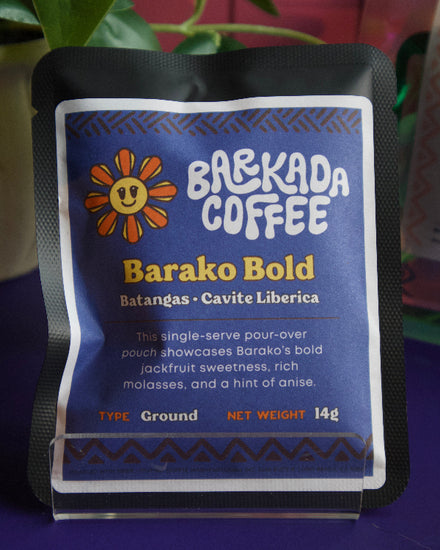 BARKADA
COFFEE
Barako Bold
Batangas • Cavite Liberica
This single-serve pour-over
pouch showcases Barako's bold
jackfruit sweetness, rich
molasses, and a hint of anise.
TYPE Ground NET WEIGHT 14g